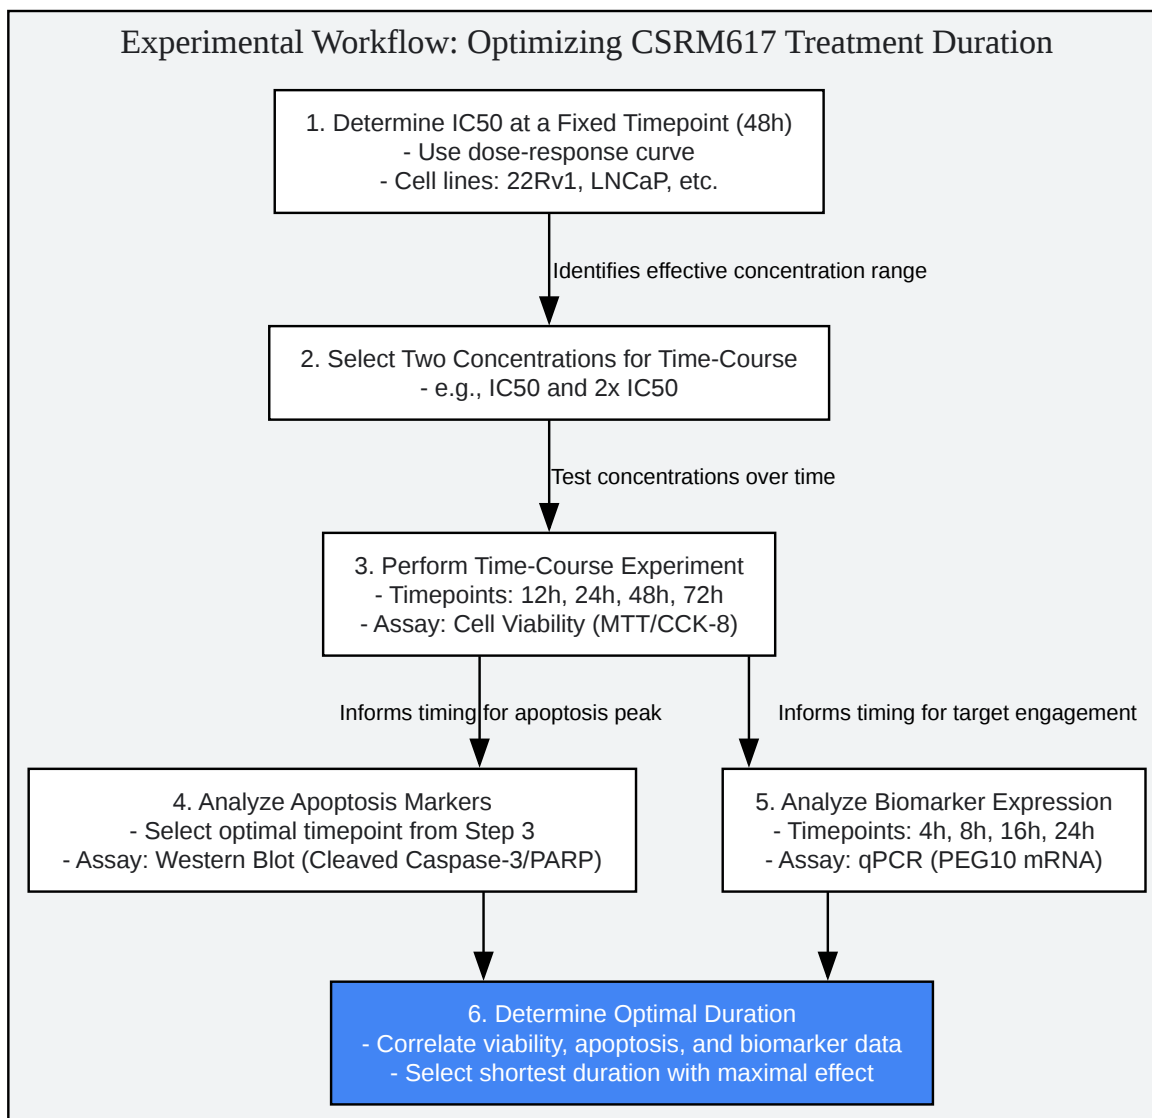 Experimental Workflow: Optimizing CSRM617 Treatment Duration
1. Determine IC50 at a Fixed Timepoint (48h)
- Use dose-response curve
- Cell lines: 22Rv1, LNCaP, etc.
Identifies effective concentration range
2. Select Two Concentrations for Time-Course
- e.g., IC50 and 2x IC50
Test concentrations over time
3. Perform Time-Course Experiment
- Timepoints: 12h, 24h, 48h, 72h
- Assay: Cell Viability (MTT/CCK-8)
Informs timing for apoptosis peak
Informs timing for target engagement
4. Analyze Apoptosis Markers
- Select optimal timepoint from Step 3
- Assay: Western Blot (Cleaved Caspase-3/PARP)
5. Analyze Biomarker Expression
- Timepoints: 4h, 8h, 16h, 24h
- Assay: qPCR (PEG10 mRNA)
6. Determine Optimal Duration
- Correlate viability, apoptosis, and biomarker data
- Select shortest duration with maximal effect